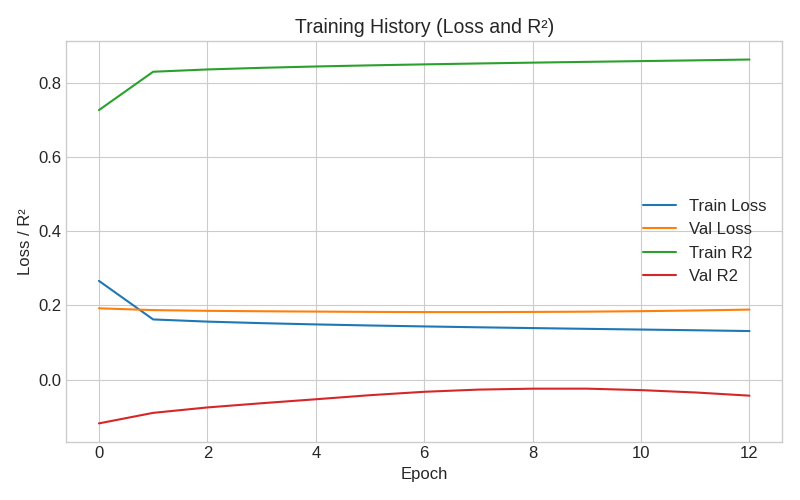 Training History (Loss and R²)
Loss / R²
0.8
0.6
0.4
0.2
0.0
Train Loss
Val Loss
Train R2
Val R2
0 2 4 6 8 10 12
Epoch